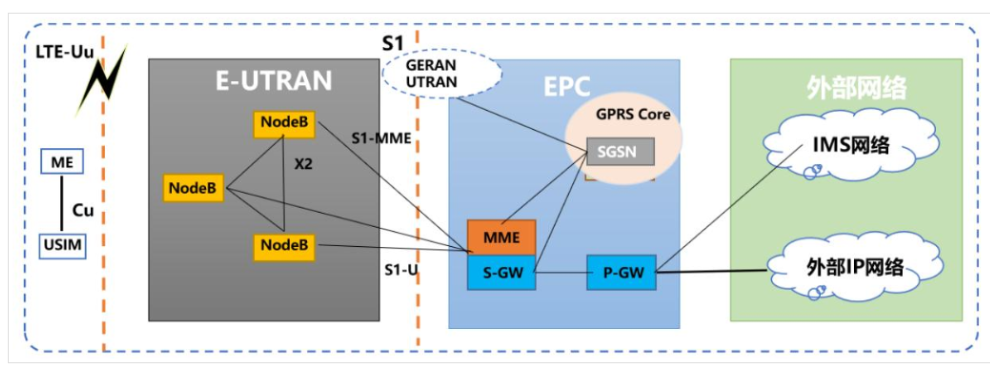 LTE-Uu
S1
E-UTRAN
GERAN
UTRAN
EPC
外部网络
NodeB
S1-MME
GPRS Core
IMS网络
X2
SGSN
ME
NodeB
Cu
USIM
NodeB
MME
S1-U
S-GW
P-GW
外部IP网络